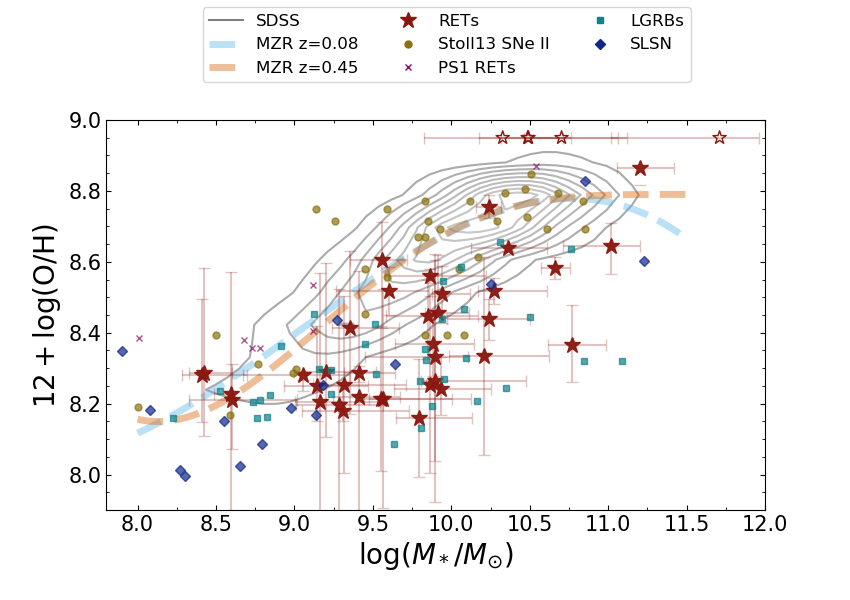 SDSS
MZR z=0.08
MZR z=0.45
RETs
Stoll13 SNe II
PS1 RETs
LGRBs
SLSN
12 + log(O/H)
9.0
8.8
8.6
8.4
8.2
8.0
8.0 8.5 9.0 9.5 10.0 10.5 11.0 11.5 12.0
log(M*/M⊙)